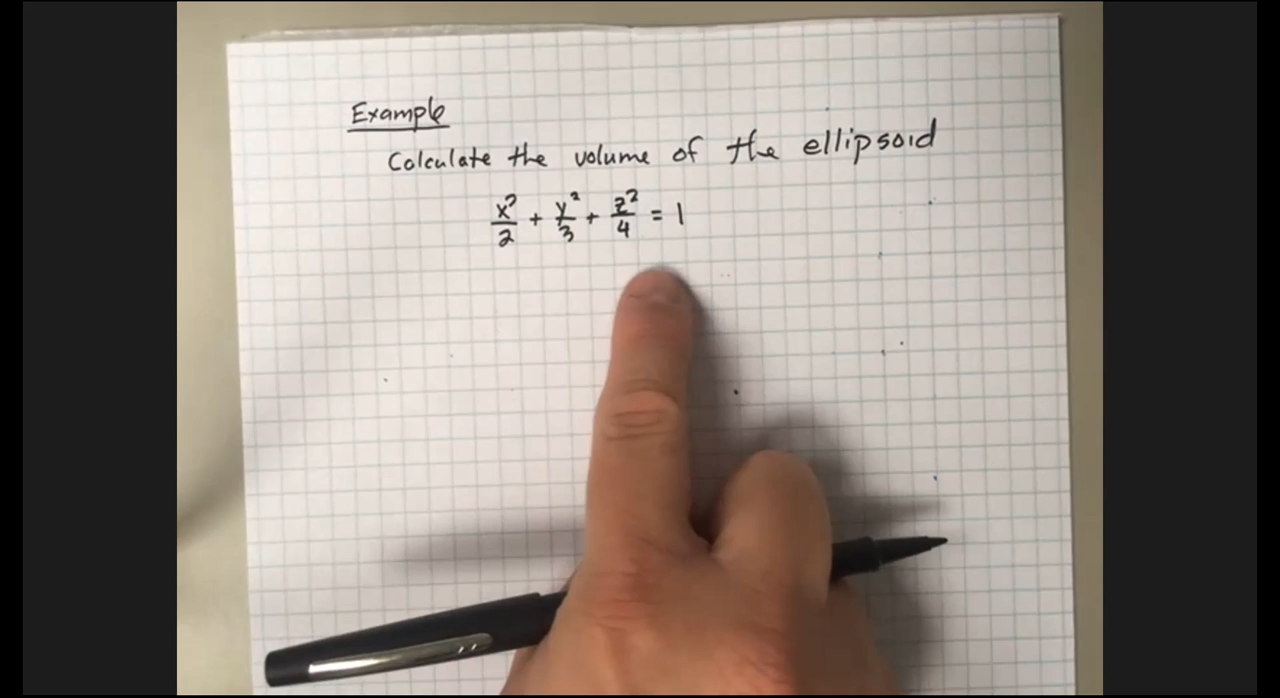 Example
Calculate the volume of the ellipsoid
x²/2 + y²/3 + z²/4 = 1